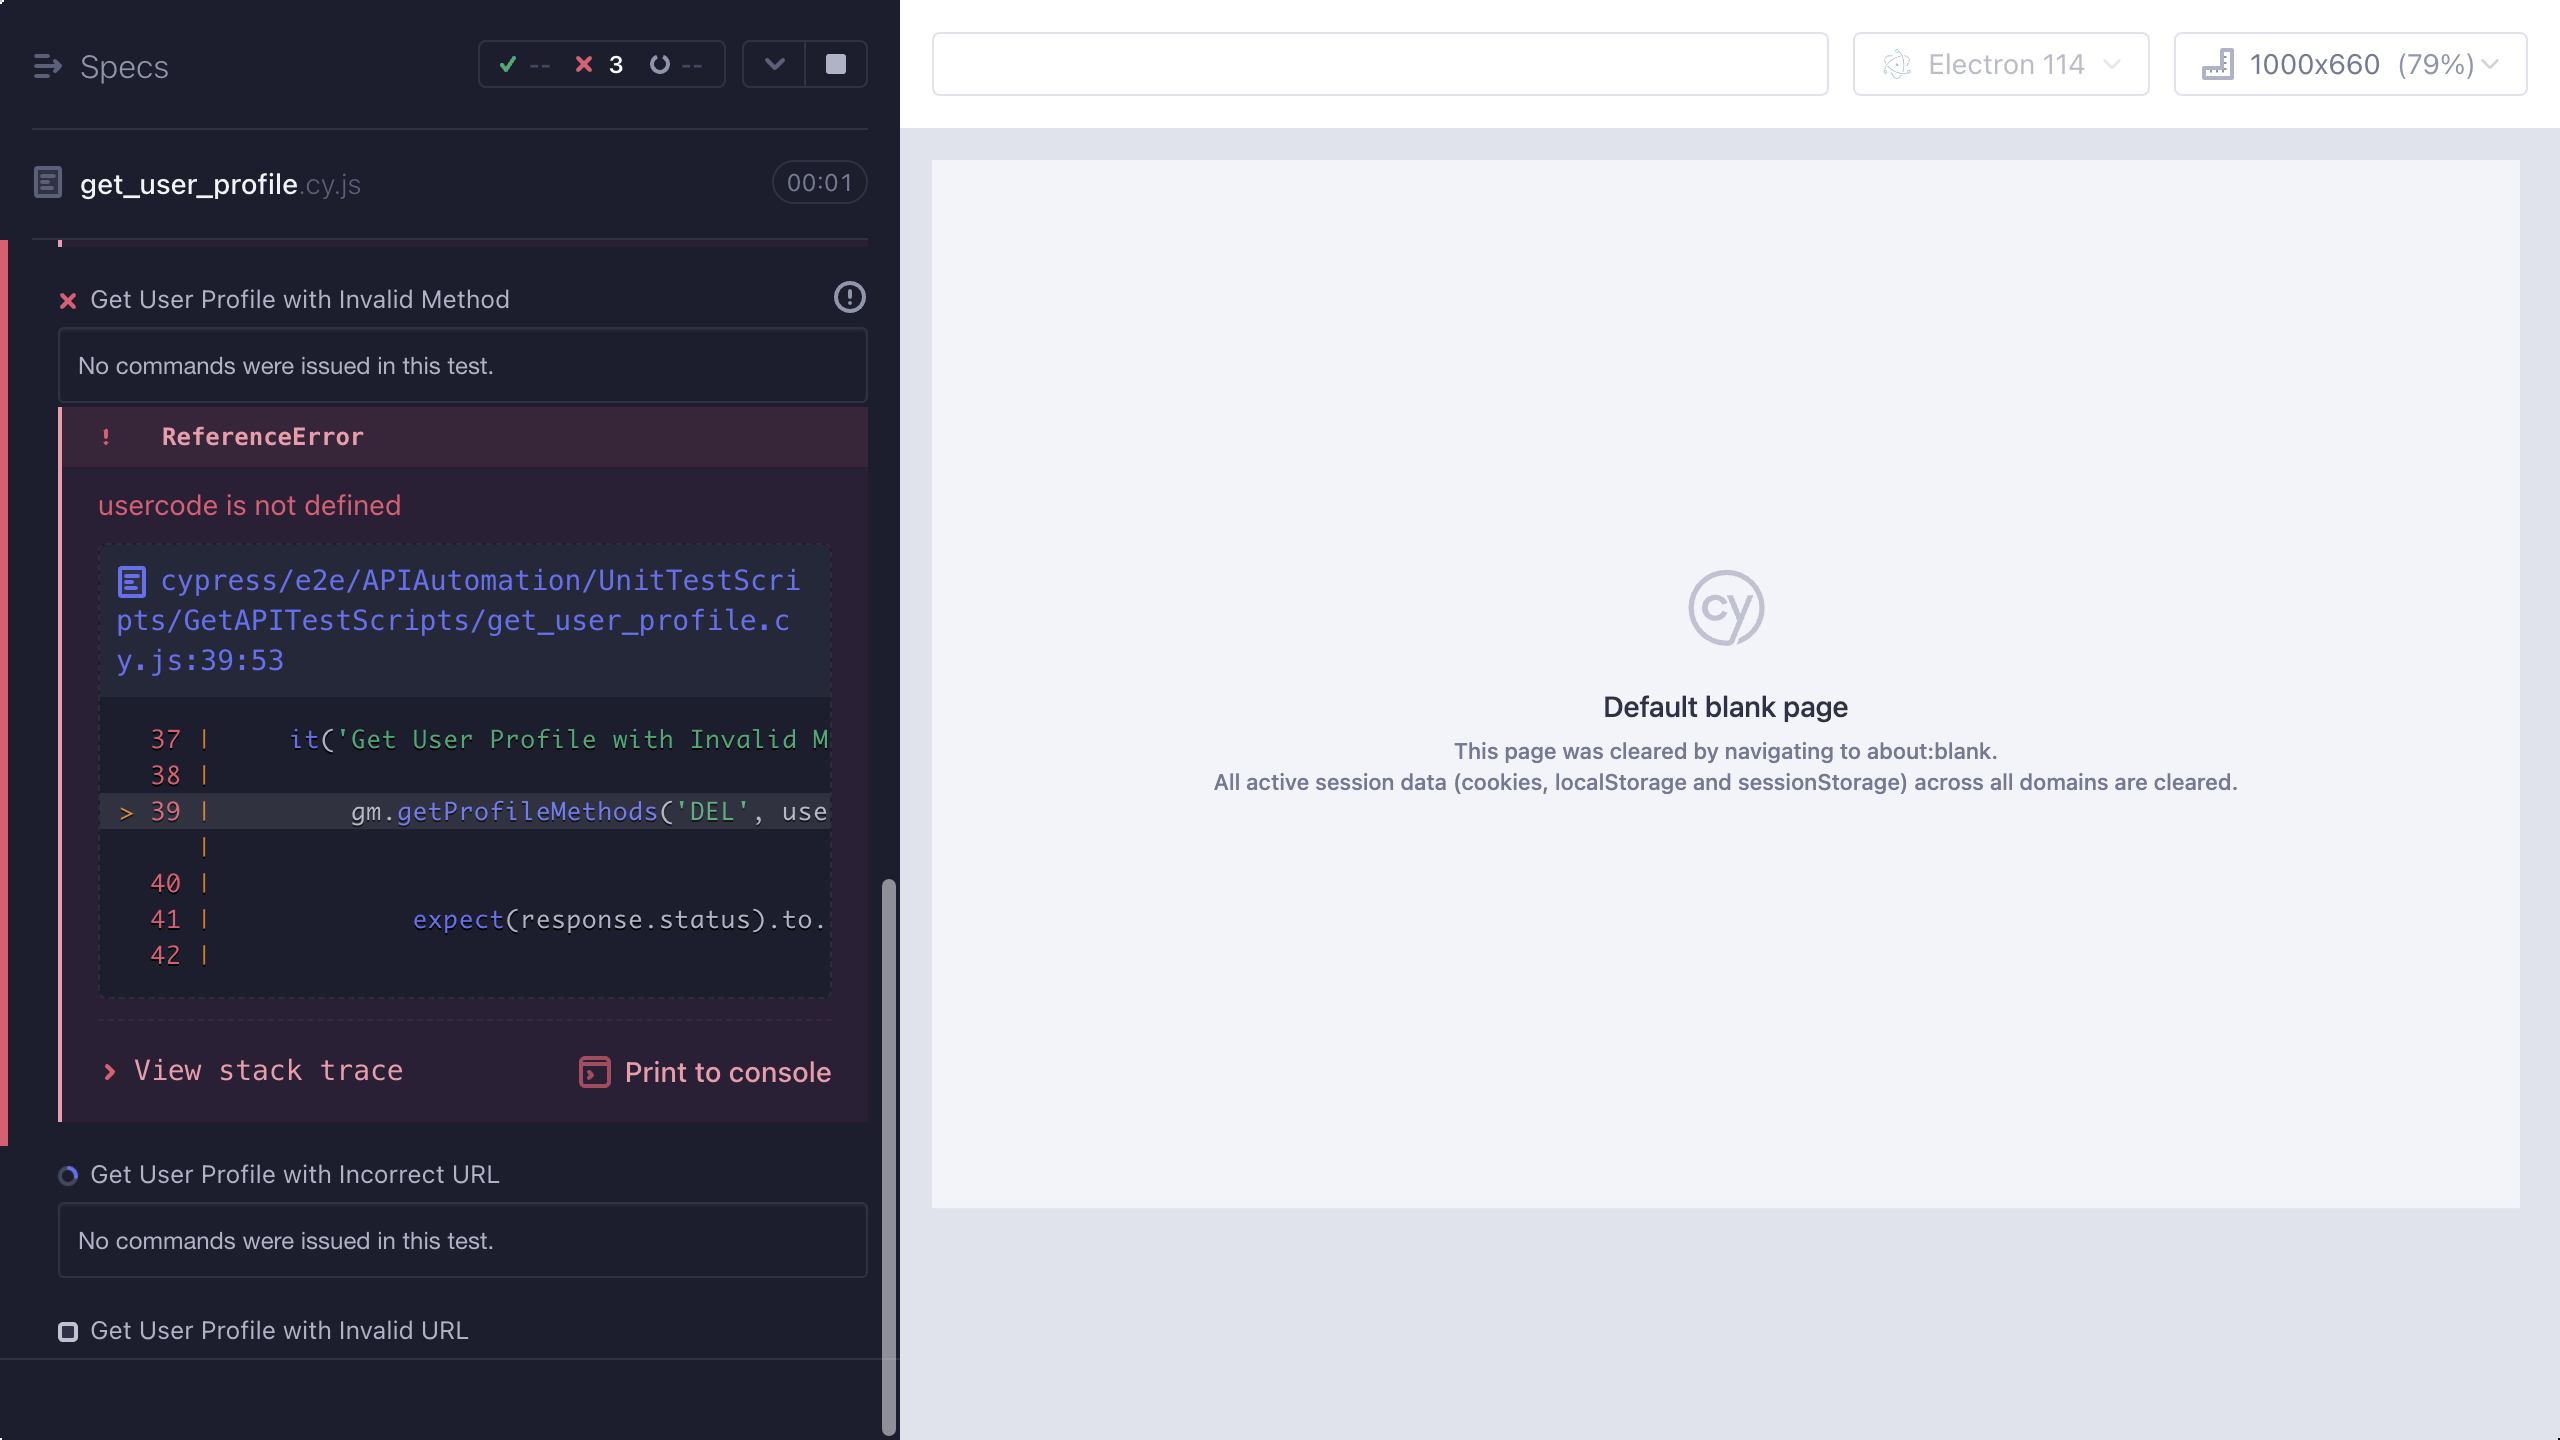 Specs
-- 3 --
get_user_profile.cy.js
00:01
Get User Profile with Invalid Method
No commands were issued in this test.
! ReferenceError
usercode is not defined
cypress/e2e/APIAutomation/UnitTestScri
pts/GetAPITestScripts/get_user_profile.c
y.js:39:53
37 | it('Get User Profile with Invalid M
38 |
> 39 | gm.getProfileMethods('DEL', use
|
40 |
41 | expect(response.status).to.
42 |
View stack trace
Print to console
Get User Profile with Incorrect URL
No commands were issued in this test.
Get User Profile with Invalid URL
Electron 114
1000x660 (79%)
cy
Default blank page
This page was cleared by navigating to about:blank.
All active session data (cookies, localStorage and sessionStorage) across all domains are cleared.